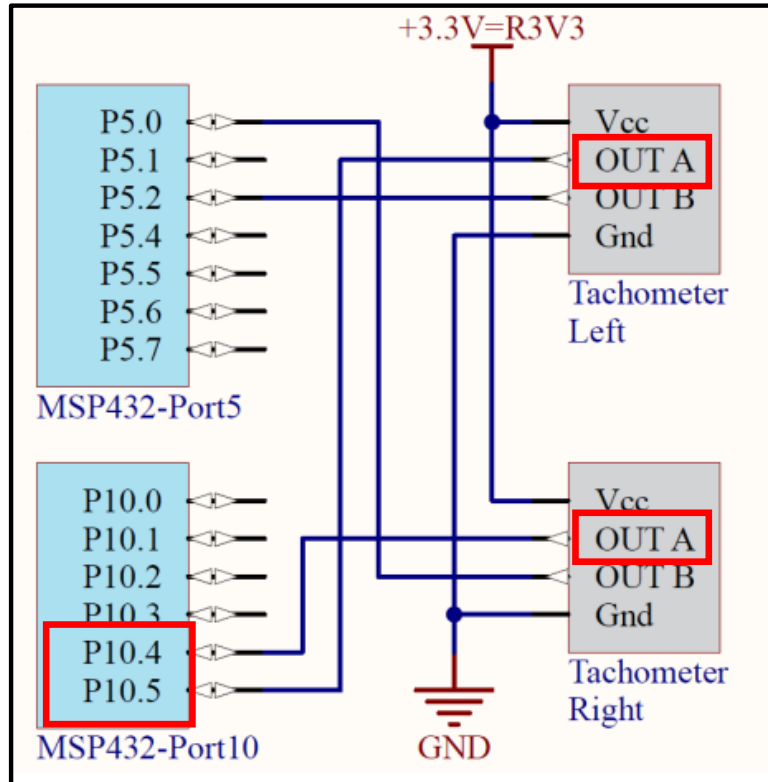 +3.3V=R3V3
P5.0
P5.1
P5.2
P5.4
P5.5
P5.6
P5.7
MSP432-Port5
Vcc
OUT A
OUT B
Gnd
Tachometer
Left
P10.0
P10.1
P10.2
P10.3
P10.4
P10.5
MSP432-Port10
Vcc
OUT A
OUT B
Gnd
Tachometer
Right
GND